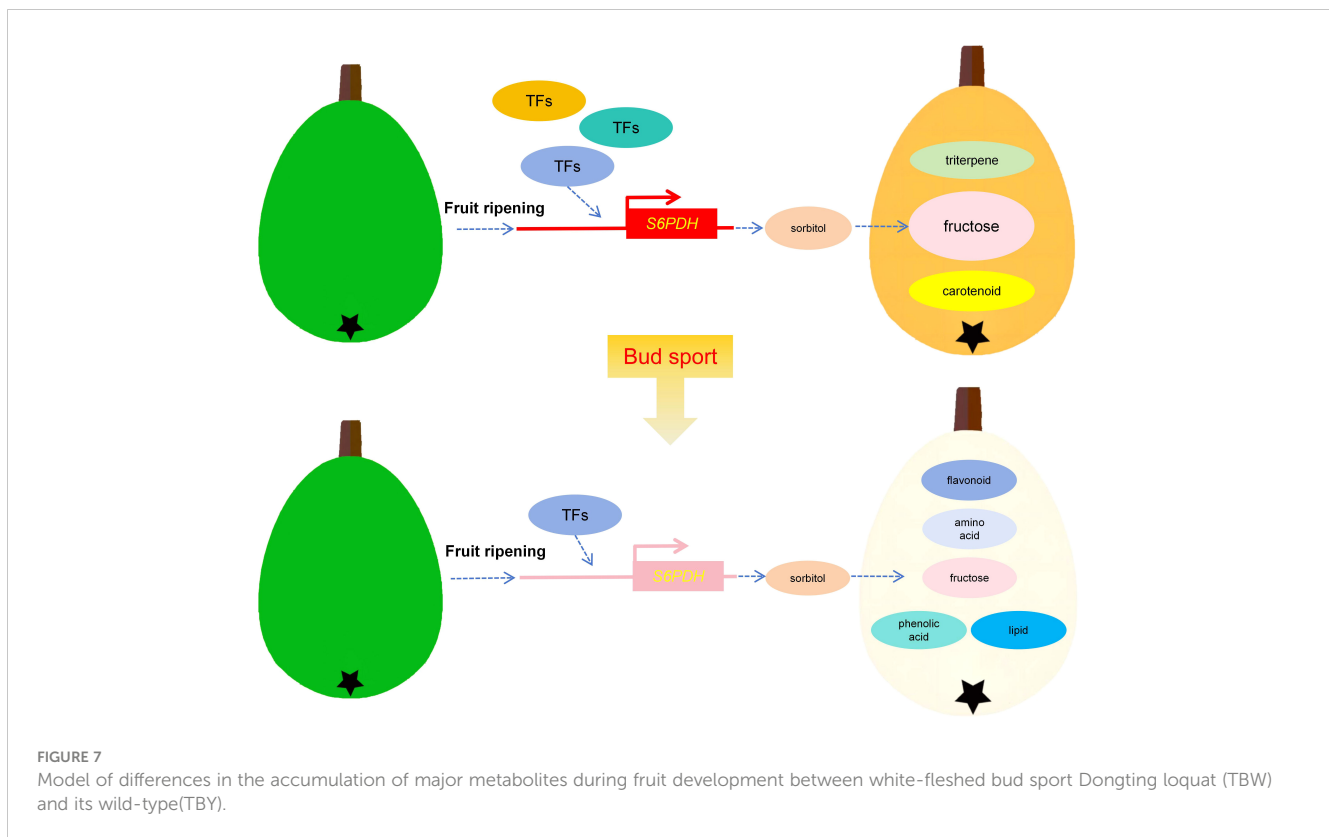 TFs
TFs
TFs
Fruit ripening
S6PDH
sorbitol
triterpene
fructose
carotenoid
Bud sport
TFs
Fruit ripening
S6PDH
sorbitol
flavonoid
amino
acid
fructose
phenolic
acid
lipid
FIGURE 7
Model of differences in the accumulation of major metabolites during fruit development between white-fleshed bud sport Dongting loquat (TBW)
and its wild-type(TBY).